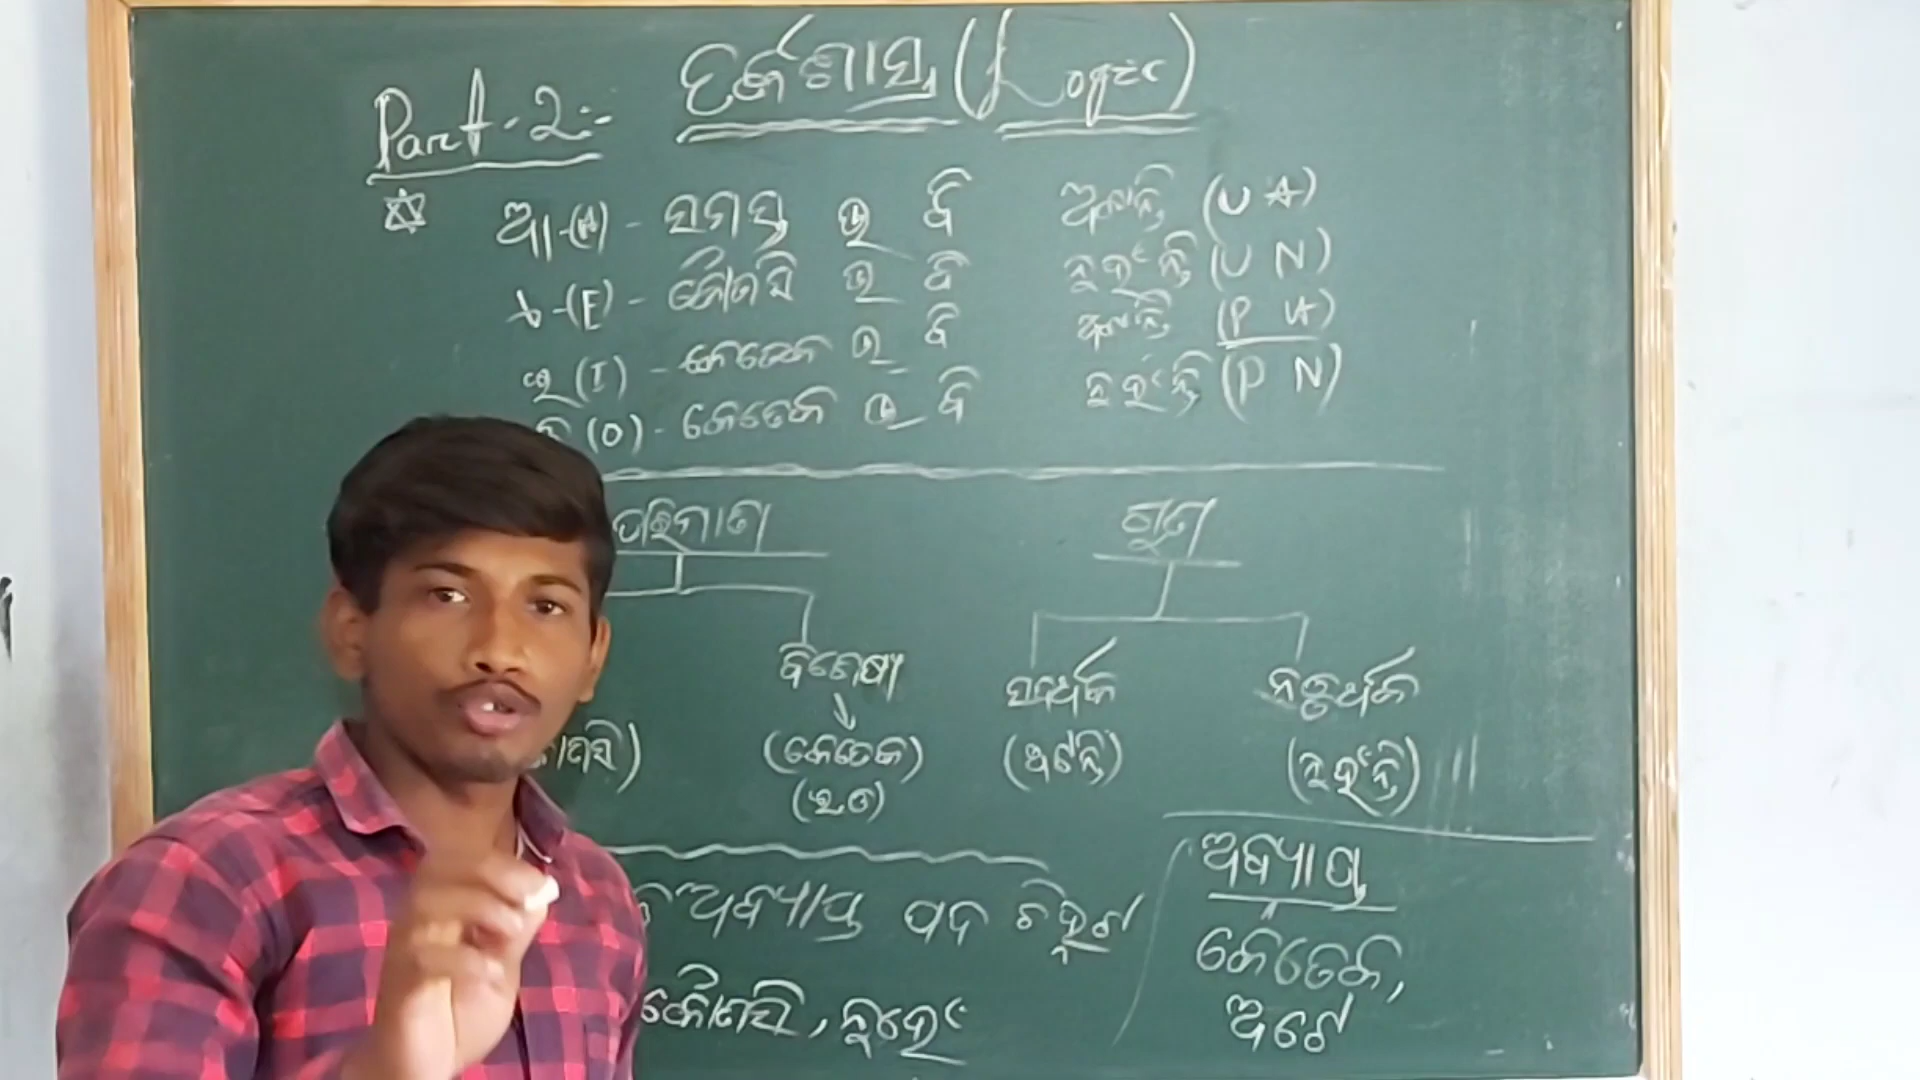 ତର୍କଶାସ୍ତ୍ର (Logic)
Part-2:-
ଆ-(A) - ସମସ୍ତ ଉ ବି ଅଟନ୍ତି (U A)
(E) - କୌଣସି ଉ ବି ନୁହଁନ୍ତି (U N)
ଇ (I) - କେତେକ ଉ ବି ଅଟନ୍ତି (P A)
(O) - କେତେକ ଉ ବି ନୁହଁନ୍ତି (P N)
ପରିମାଣ ଗୁଣ
ବିଶେଷ୍ୟ ସଦର୍ଥକ ନଞର୍ଥକ
(କେତେକ) (ଅଟନ୍ତି) (ନୁହଁନ୍ତି)
ଅବ୍ୟାପ୍ତ
ଅବ୍ୟାପ୍ତ ପଦ ଚିହ୍ନଟ
କେତେକ,
କୌଣସି, ନୁହେଁ
ଅଟେ